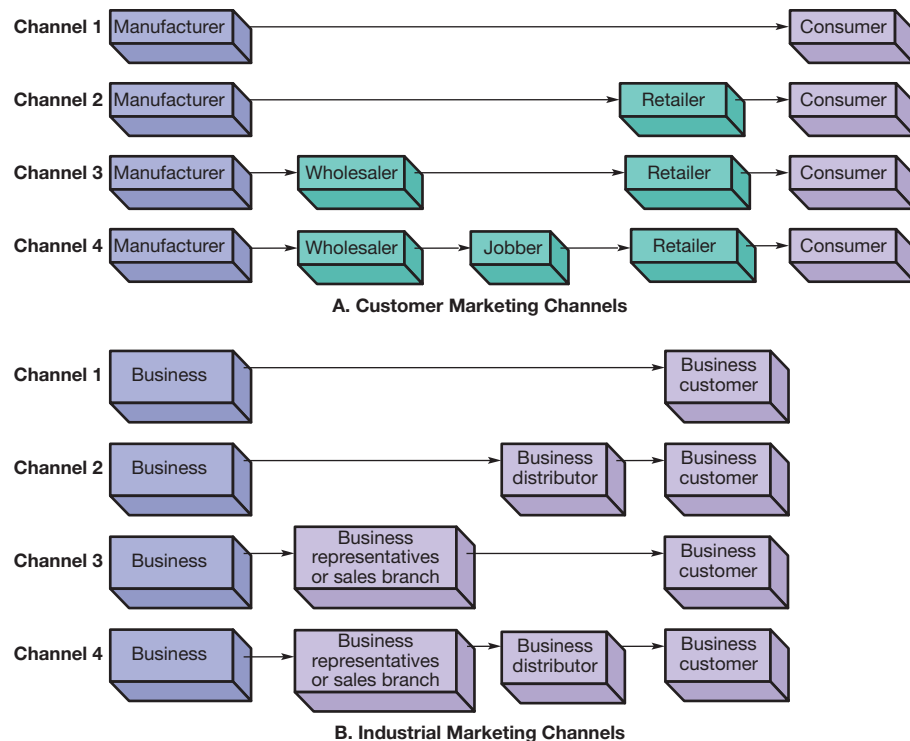 Channel 1
Manufacturer
Consumer
Channel 2
Manufacturer
Retailer
Consumer
Channel 3
Manufacturer
Wholesaler
Retailer
Consumer
Channel 4
Manufacturer
Wholesaler
Jobber
Retailer
Consumer
A. Customer Marketing Channels
Channel 1
Business
Business
customer
Channel 2
Business
Business
distributor
Business
customer
Channel 3
Business
Business
representatives
or sales branch
Business
customer
Channel 4
Business
Business
representatives
or sales branch
Business
distributor
Business
customer
B. Industrial Marketing Channels